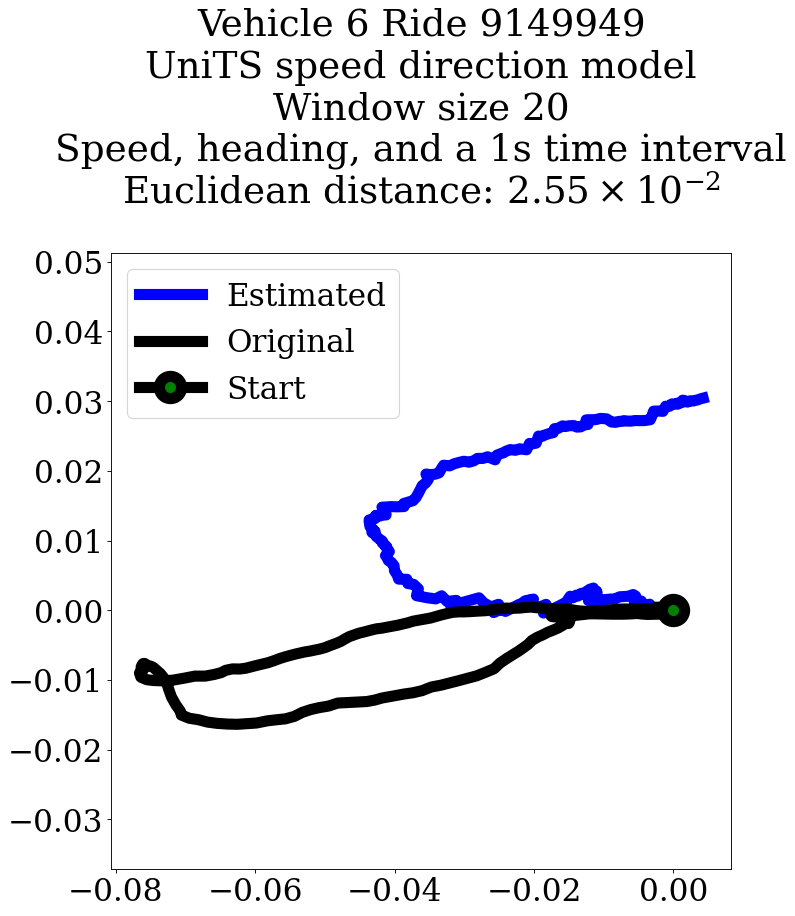 Vehicle 6 Ride 9149949
UniTS speed direction model
Window size 20
Speed, heading, and a 1s time interval
Euclidean distance: 2.55 × 10⁻²
0.05
0.04
0.03
0.02
0.01
0.00
−0.01
−0.02
−0.03
Estimated
Original
Start
−0.08 −0.06 −0.04 −0.02 0.00